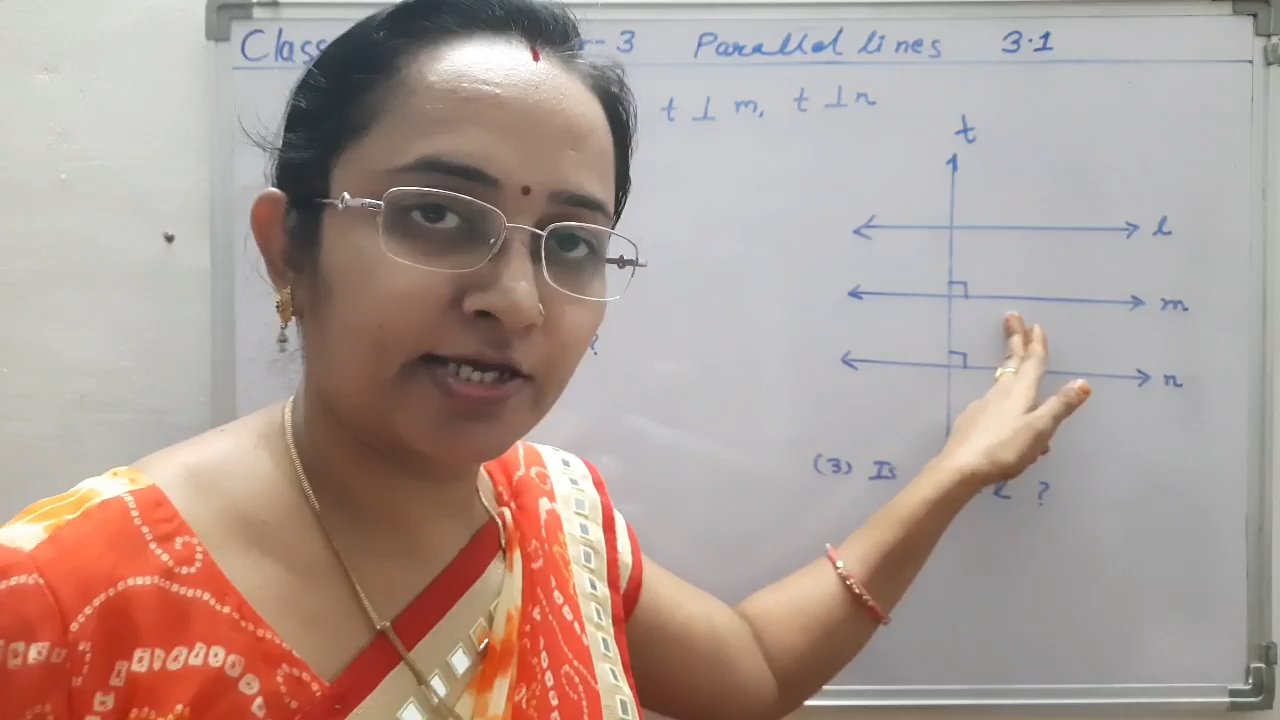 Class -3 Parallel lines 3.1
t ⊥ m, t ⊥ n
t
l
m
n
?
(3) Is ?